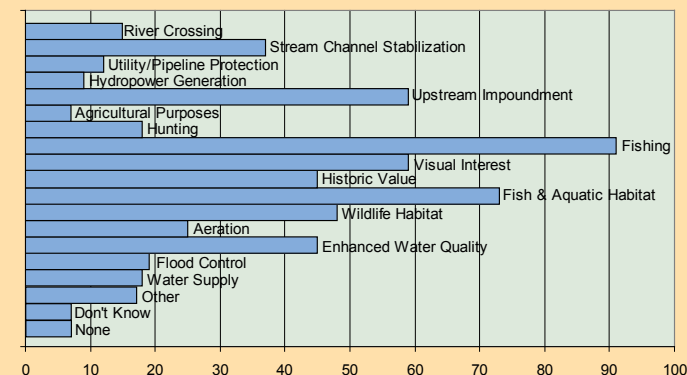 River Crossing
Stream Channel Stabilization
Utility/Pipeline Protection
Hydropower Generation
Upstream Impoundment
Agricultural Purposes
Hunting
Fishing
Visual Interest
Historic Value
Fish & Aquatic Habitat
Wildlife Habitat
Aeration
Enhanced Water Quality
Flood Control
Water Supply
Other
Don't Know
None
0 10 20 30 40 50 60 70 80 90 100